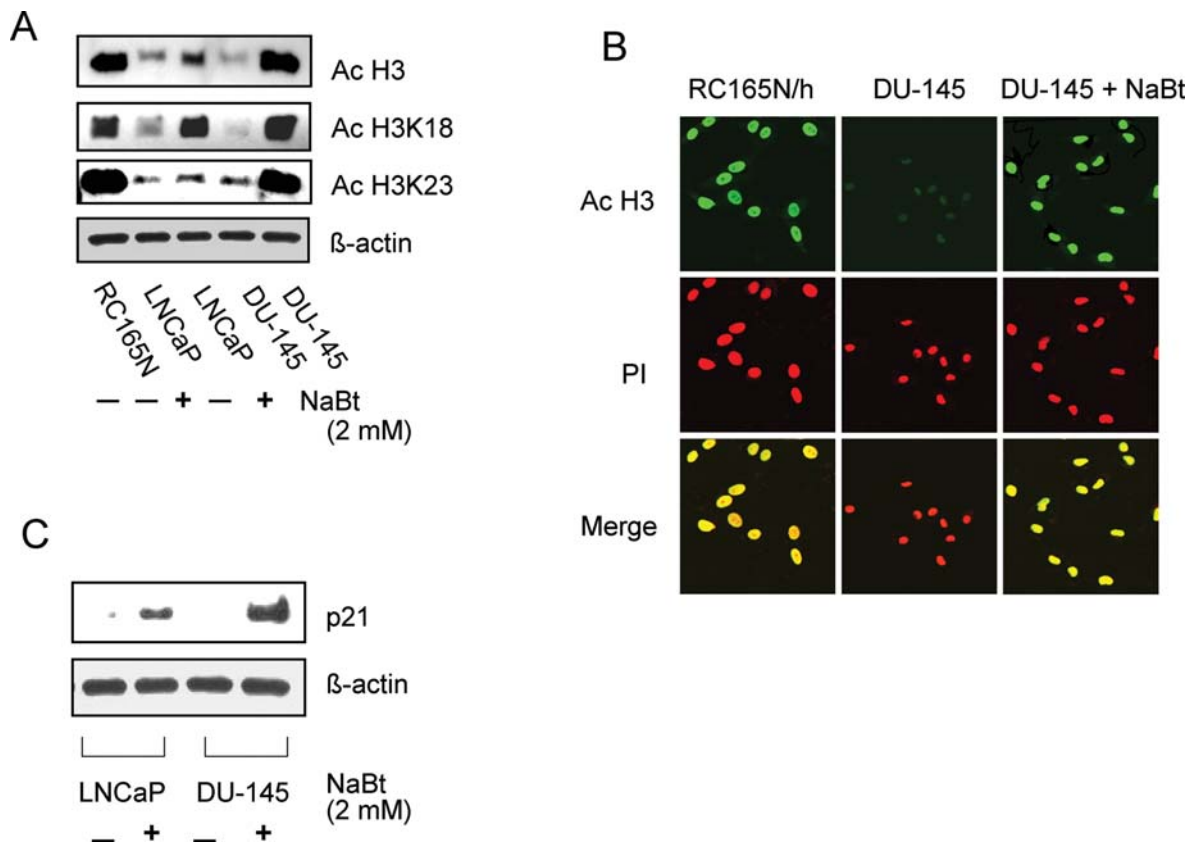 A
Ac H3
Ac H3K18
Ac H3K23
ß-actin
RC165N
LNCaP
LNCaP
DU-145
DU-145
– – + – + NaBt
(2 mM)
B
RC165N/h DU-145 DU-145 + NaBt
Ac H3
PI
Merge
C
p21
ß-actin
LNCaP DU-145 NaBt
(2 mM)
– + – +